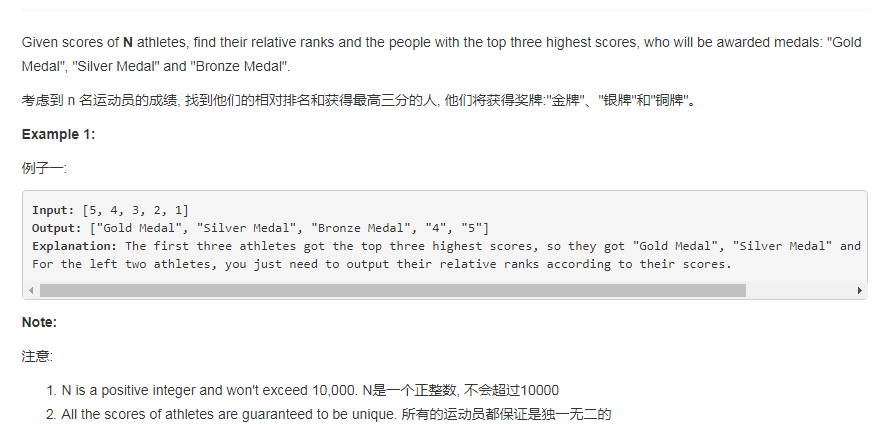 Given scores of N athletes, find their relative ranks and the people with the top three highest scores, who will be awarded medals: "Gold
Medal", "Silver Medal" and "Bronze Medal".
考虑到 n 名运动员的成绩, 找到他们的相对排名和获得最高三分的人, 他们将获得奖牌:"金牌"、"银牌"和"铜牌"。
Example 1:
例子一:
Input: [5, 4, 3, 2, 1]
Output: ["Gold Medal", "Silver Medal", "Bronze Medal", "4", "5"]
Explanation: The first three athletes got the top three highest scores, so they got "Gold Medal", "Silver Medal" and
For the left two athletes, you just need to output their relative ranks according to their scores.
Note:
注意:
1. N is a positive integer and won't exceed 10,000. N是一个正整数, 不会超过10000
2. All the scores of athletes are guaranteed to be unique. 所有的运动员都保证是独一无二的